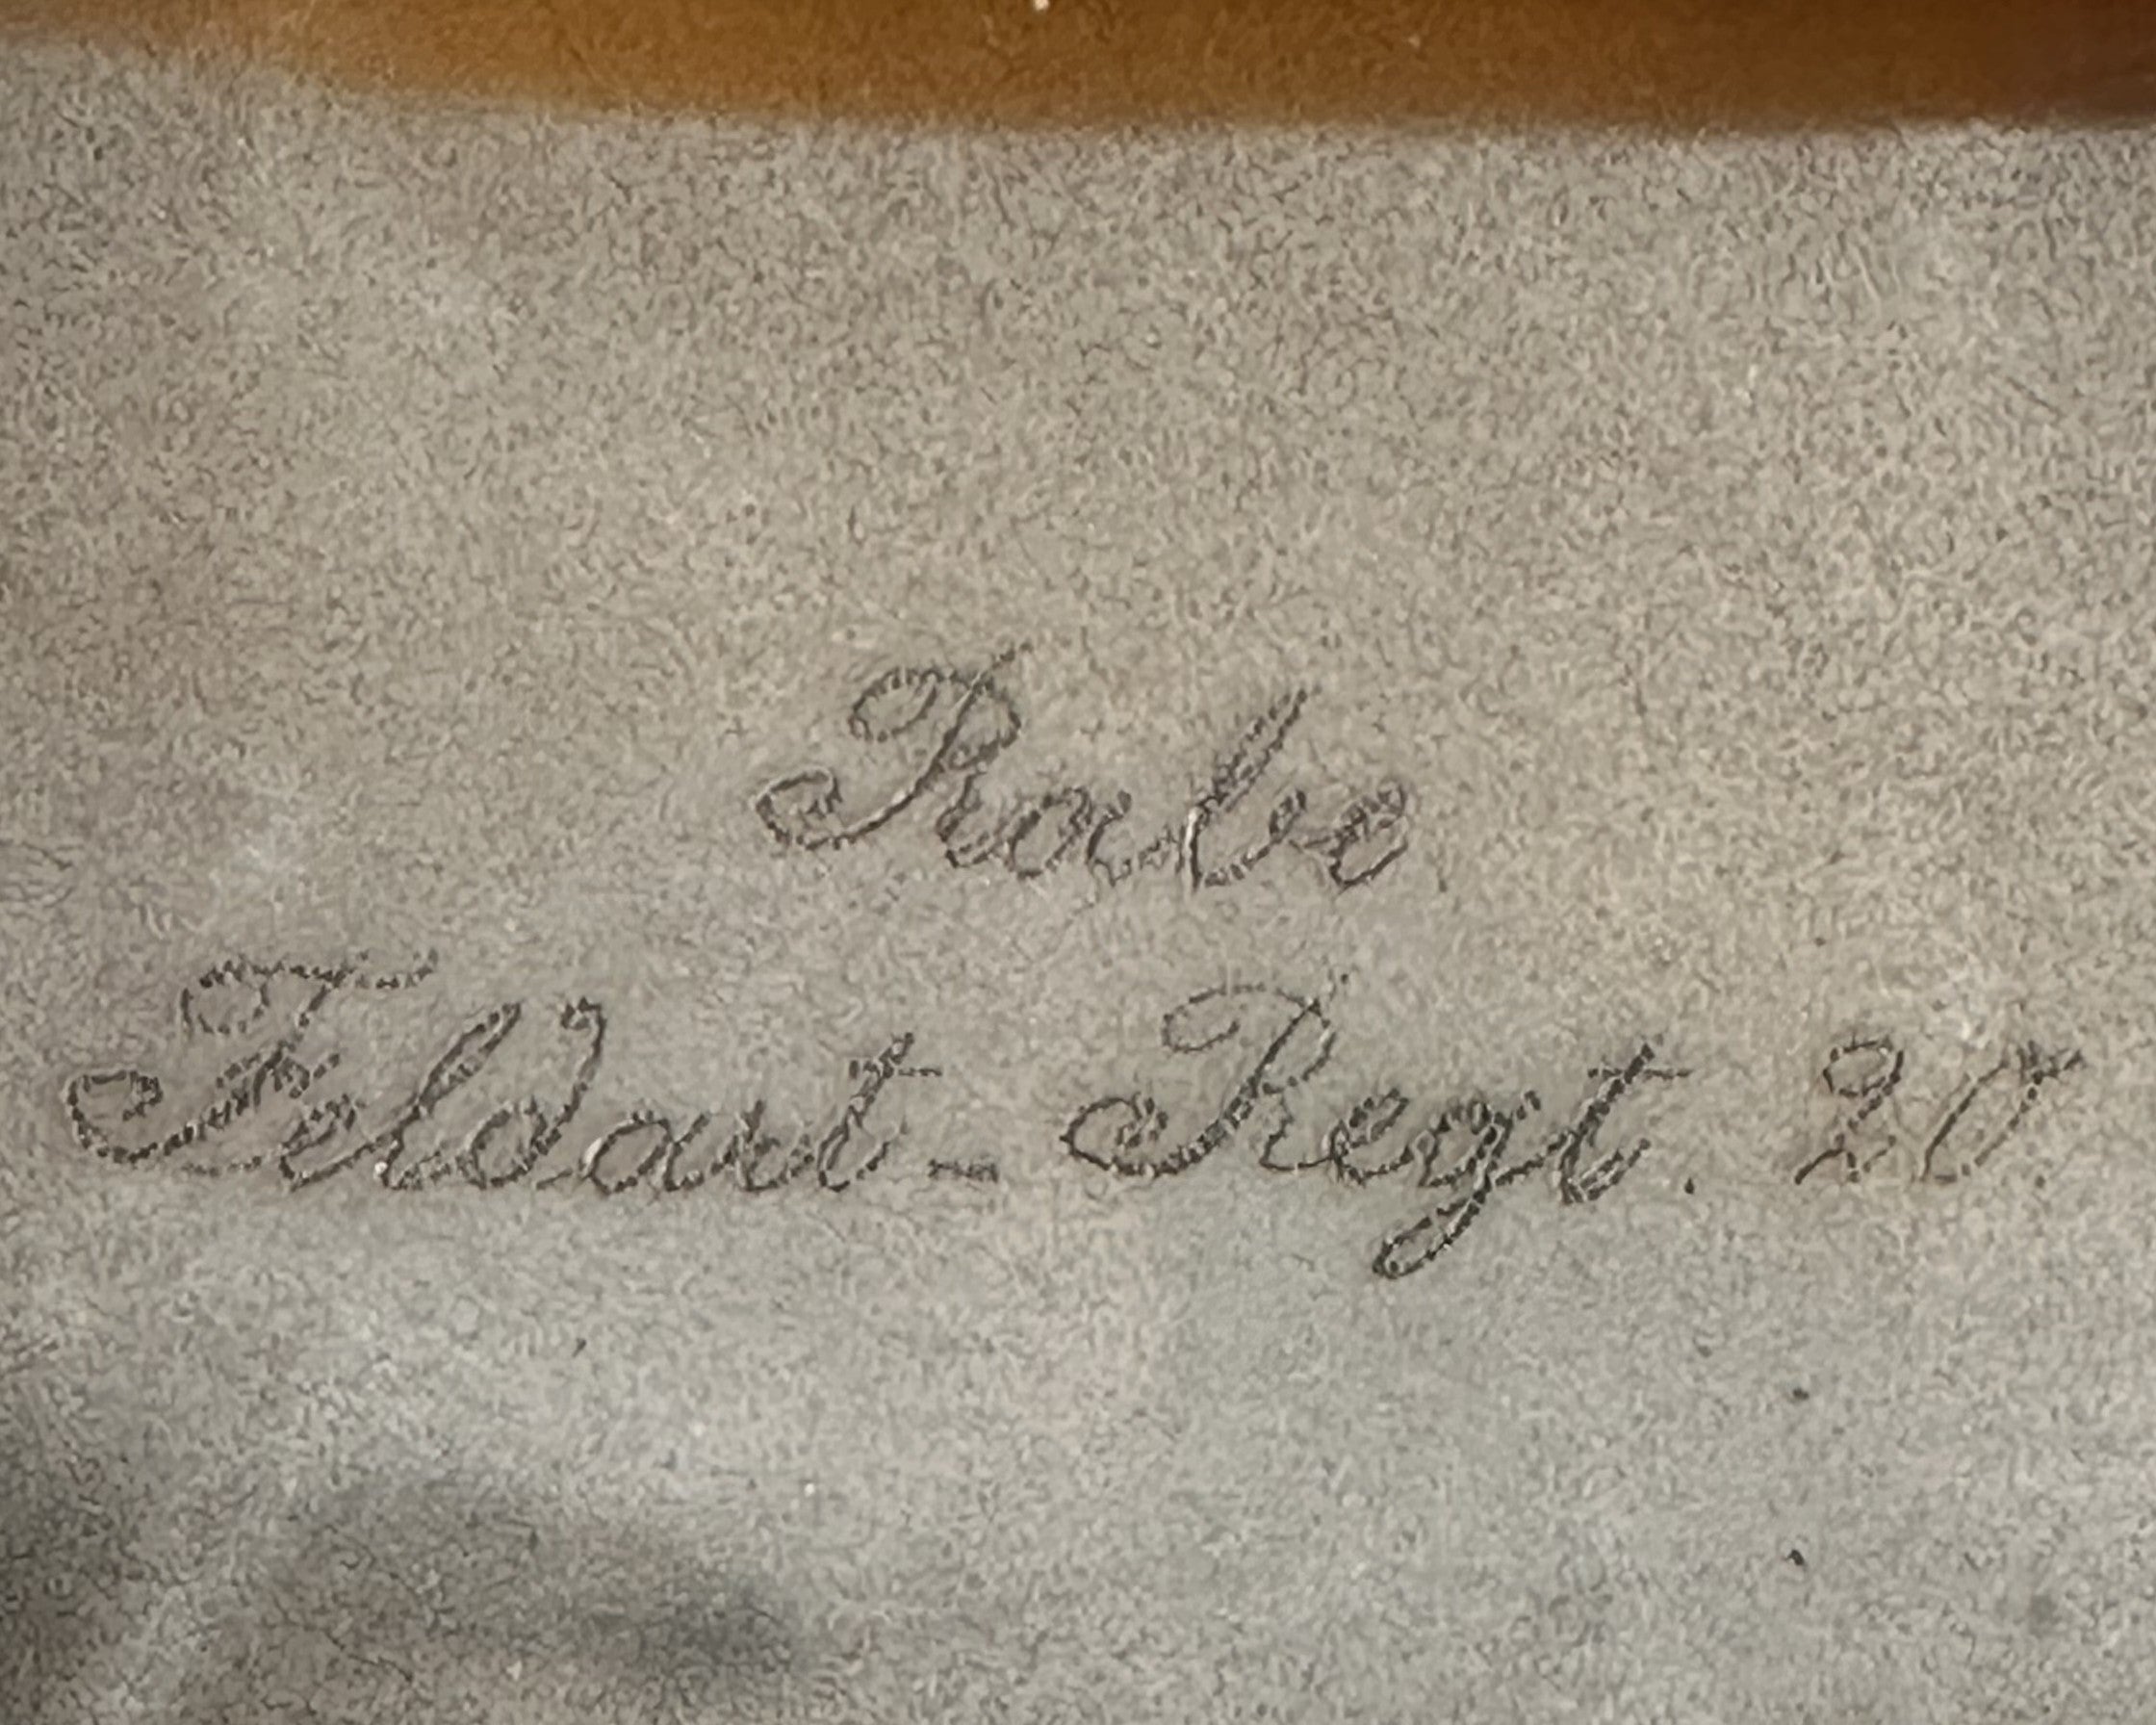 Rabe
Feldart - Regt. 20.